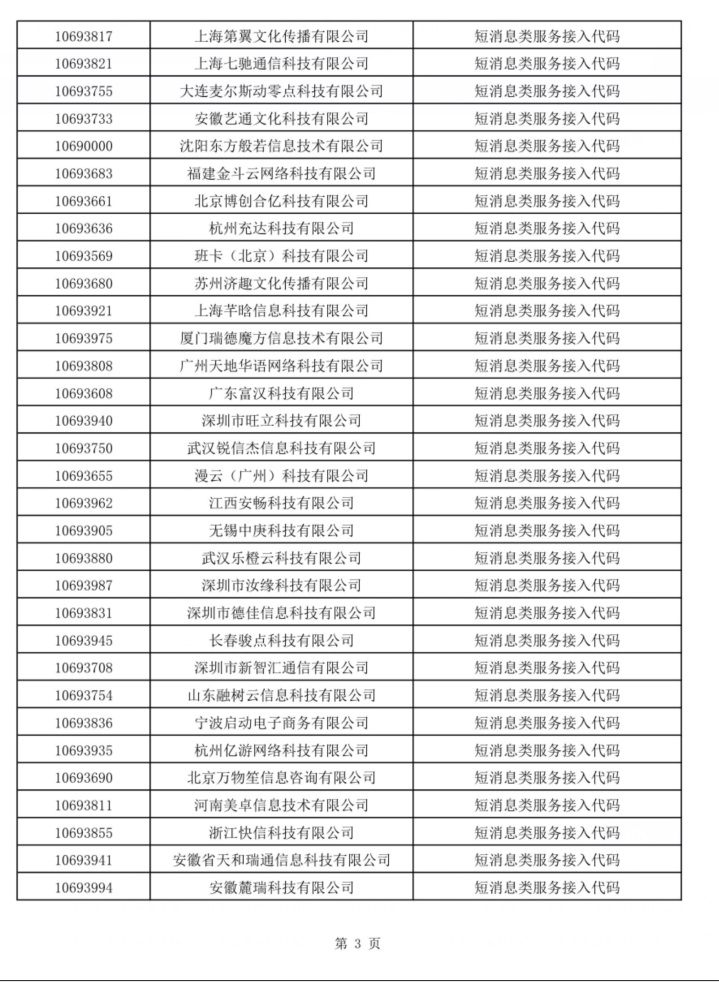 10693817 上海第翼文化传播有限公司 短消息类服务接入代码
10693821 上海七驰通信科技有限公司 短消息类服务接入代码
10693755 大连麦尔斯动零点科技有限公司 短消息类服务接入代码
10693733 安徽艺通文化科技有限公司 短消息类服务接入代码
10690000 沈阳东方般若信息技术有限公司 短消息类服务接入代码
10693683 福建金斗云网络科技有限公司 短消息类服务接入代码
10693661 北京博创合亿科技有限公司 短消息类服务接入代码
10693636 杭州充达科技有限公司 短消息类服务接入代码
10693569 班卡（北京）科技有限公司 短消息类服务接入代码
10693680 苏州济趣文化传播有限公司 短消息类服务接入代码
10693921 上海芊晗信息科技有限公司 短消息类服务接入代码
10693975 厦门瑞德魔方信息技术有限公司 短消息类服务接入代码
10693808 广州天地华语网络科技有限公司 短消息类服务接入代码
10693608 广东富汉科技有限公司 短消息类服务接入代码
10693940 深圳市旺立科技有限公司 短消息类服务接入代码
10693750 武汉锐信杰信息科技有限公司 短消息类服务接入代码
10693655 漫云（广州）科技有限公司 短消息类服务接入代码
10693962 江西安畅科技有限公司 短消息类服务接入代码
10693905 无锡中庚科技有限公司 短消息类服务接入代码
10693880 武汉乐橙云科技有限公司 短消息类服务接入代码
10693987 深圳市汝缘科技有限公司 短消息类服务接入代码
10693831 深圳市德佳信息科技有限公司 短消息类服务接入代码
10693945 长春骏点科技有限公司 短消息类服务接入代码
10693708 深圳市新智汇通信有限公司 短消息类服务接入代码
10693754 山东融树云信息科技有限公司 短消息类服务接入代码
10693836 宁波启动电子商务有限公司 短消息类服务接入代码
10693935 杭州亿游网络科技有限公司 短消息类服务接入代码
10693690 北京万物笙信息咨询有限公司 短消息类服务接入代码
10693811 河南美卓信息技术有限公司 短消息类服务接入代码
10693855 浙江快信科技有限公司 短消息类服务接入代码
10693941 安徽省天和瑞通信息科技有限公司 短消息类服务接入代码
10693994 安徽麓瑞科技有限公司 短消息类服务接入代码
第 3 页